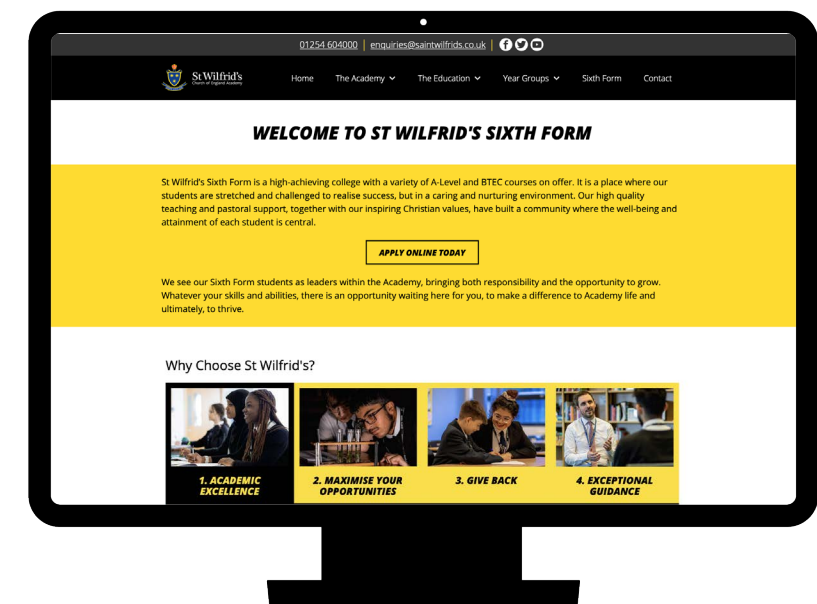 01254 604000 | enquiries@saintwilfrids.co.uk |
St Wilfrid's
Church of England Academy
Home The Academy The Education Year Groups Sixth Form Contact
WELCOME TO ST WILFRID'S SIXTH FORM
St Wilfrid's Sixth Form is a high-achieving college with a variety of A-Level and BTEC courses on offer. It is a place where our
students are stretched and challenged to realise success, but in a caring and nurturing environment. Our high quality
teaching and pastoral support, together with our inspiring Christian values, have built a community where the well-being and
attainment of each student is central.
APPLY ONLINE TODAY
We see our Sixth Form students as leaders within the Academy, bringing both responsibility and the opportunity to grow.
Whatever your skills and abilities, there is an opportunity waiting here for you, to make a difference to Academy life and
ultimately, to thrive.
Why Choose St Wilfrid's?
1. ACADEMIC
EXCELLENCE
2. MAXIMISE YOUR
OPPORTUNITIES
3. GIVE BACK
4. EXCEPTIONAL
GUIDANCE